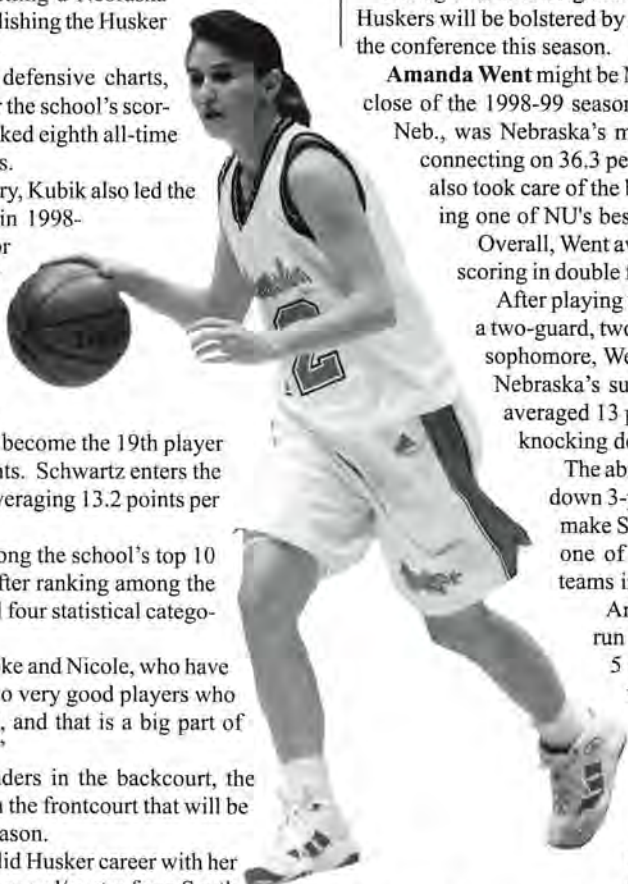 lishing the Husker
defensive charts,
the school's scor-
ked eighth all-time
s.
ry, Kubik also led the
in 1998-
or
become the 19th player
nts. Schwartz enters the
veraging 13.2 points per
ong the school's top 10
fter ranking among the
four statistical catego-
ke and Nicole, who have
o very good players who
, and that is a big part of
”
ders in the backcourt, the
n the frontcourt that will be
ason.
lid Husker career with her
2
Huskers will be bolstered by
the conference this season.
Amanda Went might be N
close of the 1998-99 season
Neb., was Nebraska's m
connecting on 36.3 pe
also took care of the b
ing one of NU's bes
Overall, Went av
scoring in double f
After playing
a two-guard, two
sophomore, We
Nebraska's su
averaged 13 p
knocking do
The ab
down 3-
make S
one of
teams i
Ar
run
5